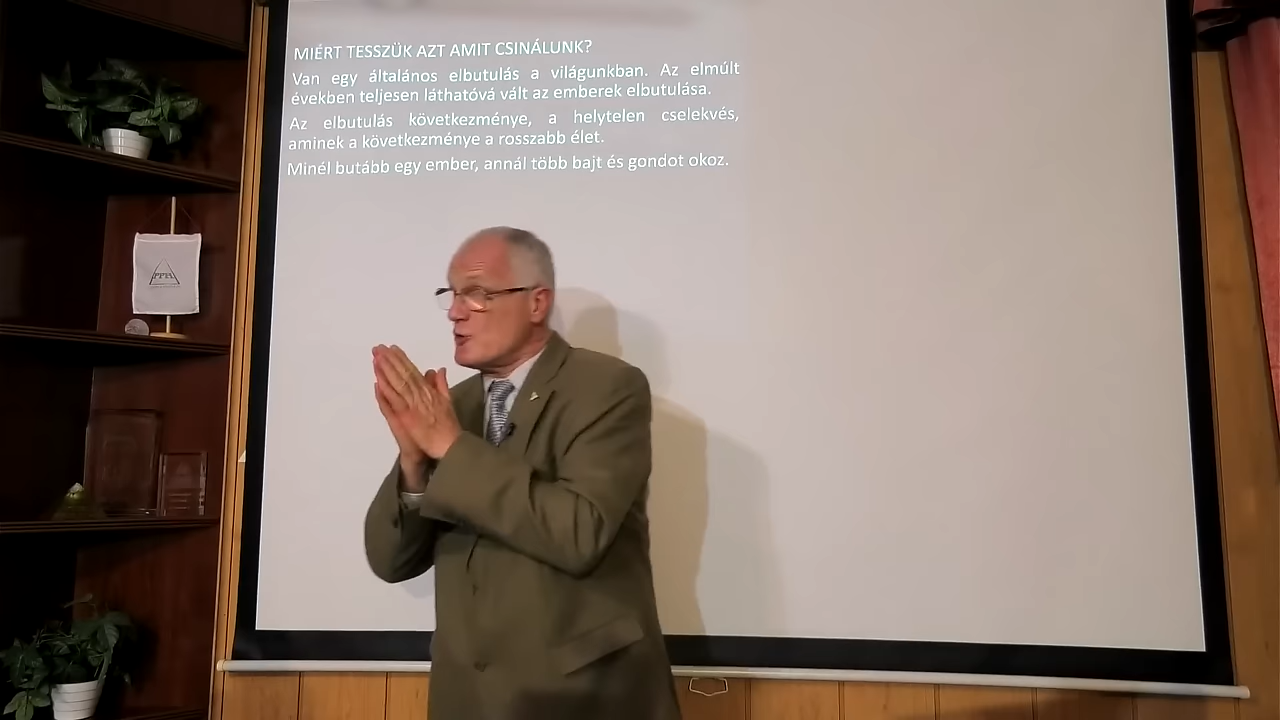 MIÉRT TESSZÜK AZT AMIT CSINÁLUNK?
Van egy általános elbutulás a világunkban. Az elmúlt
években teljesen láthatóvá vált az emberek elbutulása.
Az elbutulás következménye, a helytelen cselekvés,
aminek a következménye a rosszabb élet.
Minél butább egy ember, annál több bajt és gondot okoz.